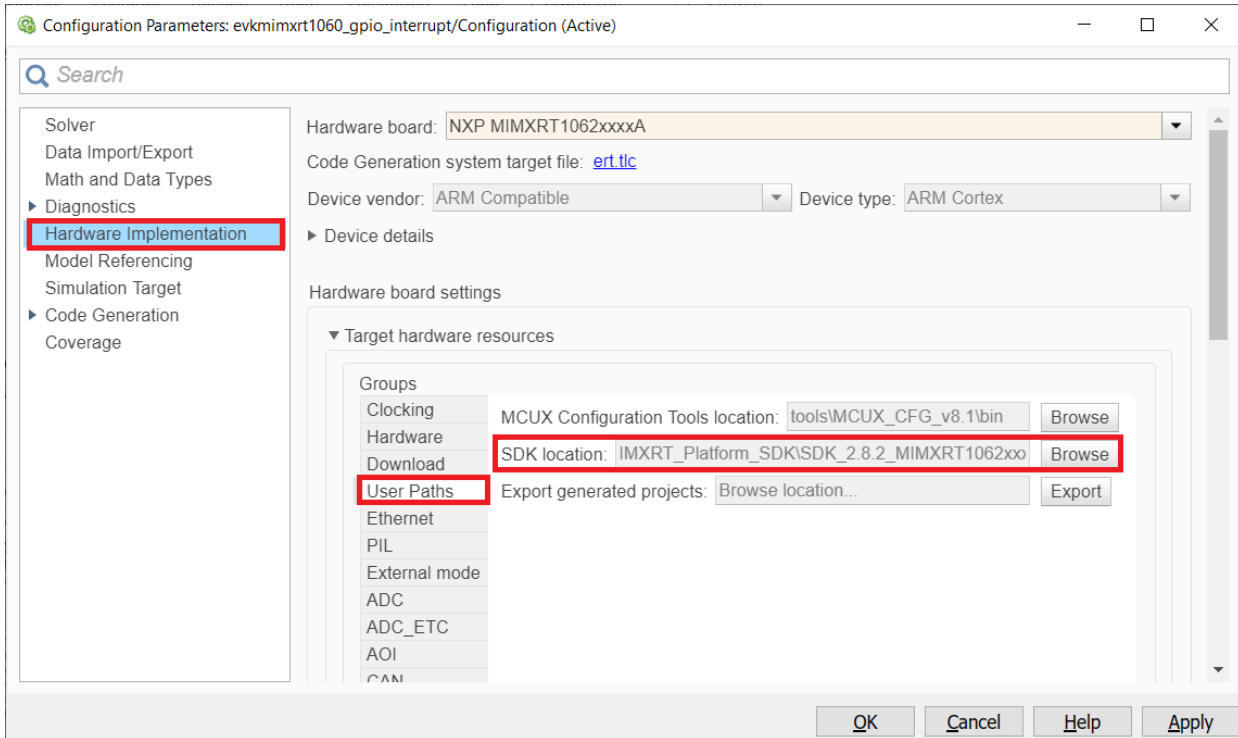 Configuration Parameters: evkmimxrt1060_gpio_interrupt/Configuration (Active)
Search
Solver
Data Import/Export
Math and Data Types
Diagnostics
Hardware Implementation
Model Referencing
Simulation Target
Code Generation
Coverage
Hardware board: NXP MIMXRT1062xxxxA
Code Generation system target file: ert.tlc
Device vendor: ARM Compatible Device type: ARM Cortex
Device details
Hardware board settings
Target hardware resources
Groups
Clocking
Hardware
Download
User Paths
Ethernet
PIL
External mode
ADC
ADC_ETC
AOI
CAN
MCUX Configuration Tools location: tools\MCUX_CFG_v8.1\bin Browse
SDK location: IMXRT_Platform_SDK\SDK_2.8.2_MIMXRT1062xx Browse
Export generated projects: Browse location... Export
OK Cancel Help Apply